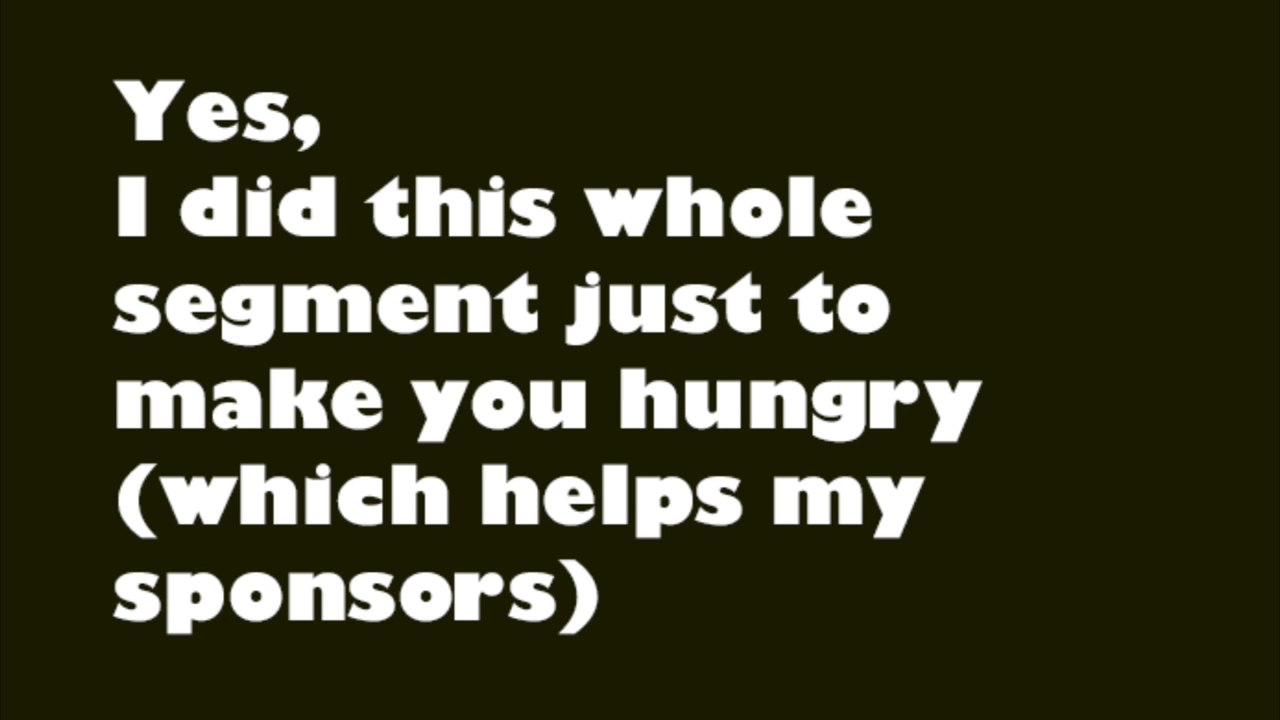 Yes,
I did this whole
segment just to
make you hungry
(which helps my
sponsors)